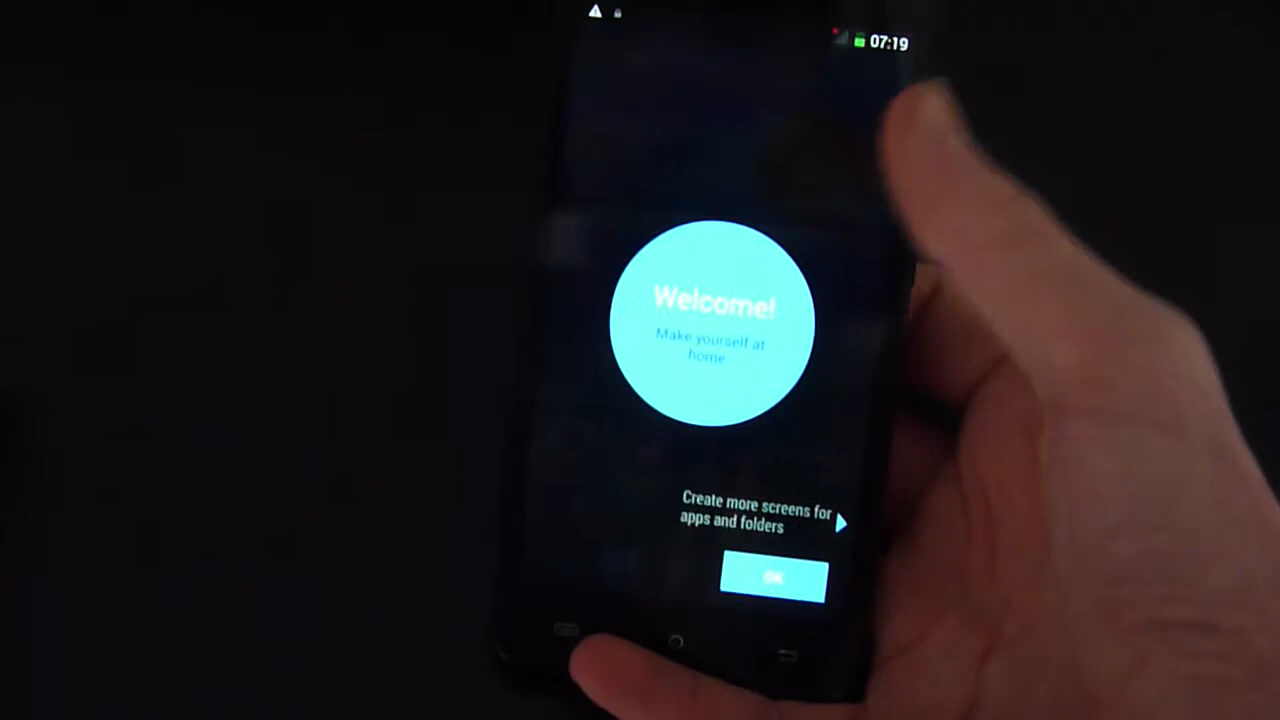 07:19
Welcome!
Make yourself at
home
Create more screens for
apps and folders
OK